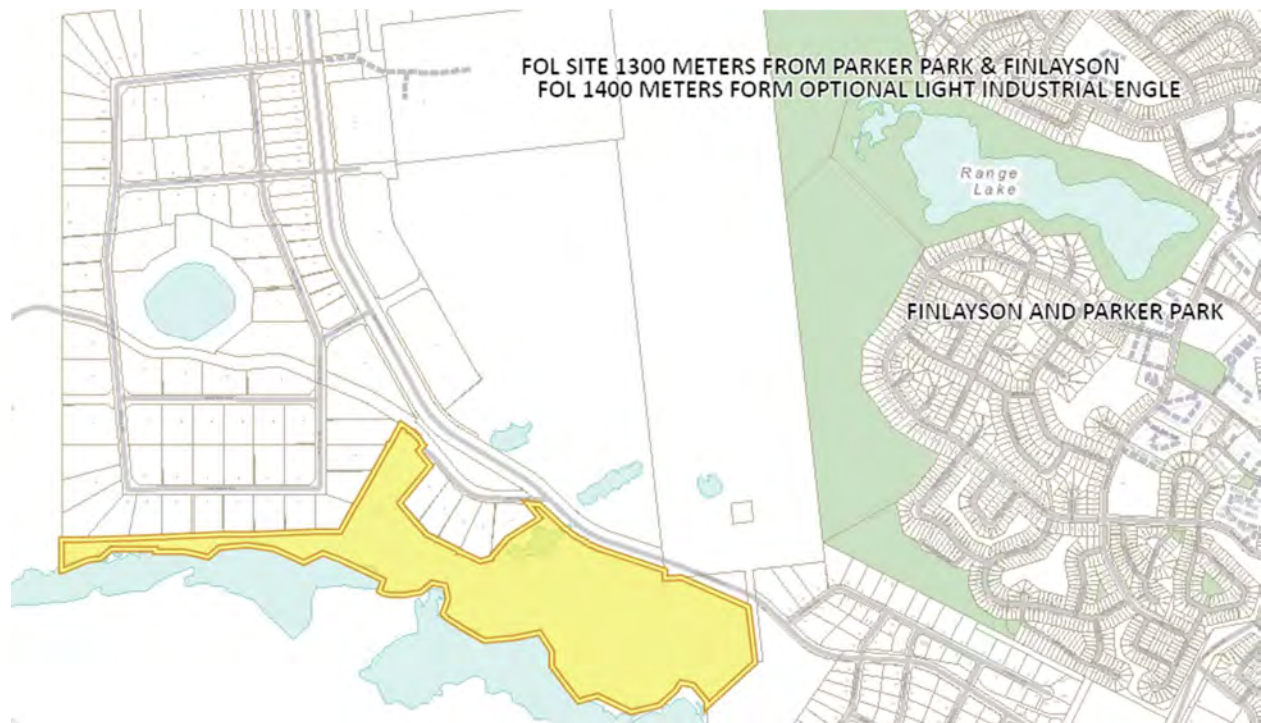 FOL SITE 1300 METERS FROM PARKER PARK & FINLAYSON
FOL 1400 METERS FORM OPTIONAL LIGHT INDUSTRIAL ENGLE
Range
Lake
FINLAYSON AND PARKER PARK